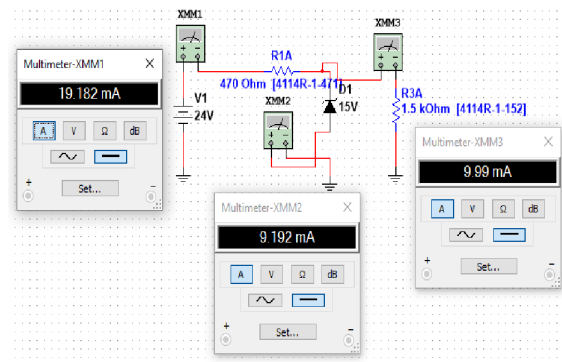 XMM1
XMM3
Multimeter-XMM1 X
19.182 mA
A V Ω dB
+ Set... -
R1A
470 Ohm [4114R-1-471]
V1
24V
XMM2
D1
15V
R3A
1.5 kOhm [4114R-1-152]
Multimeter-XMM3 X
9.99 mA
A V Ω dB
+ Set... -
Multimeter-XMM2 X
9.192 mA
A V Ω dB
+ Set... -